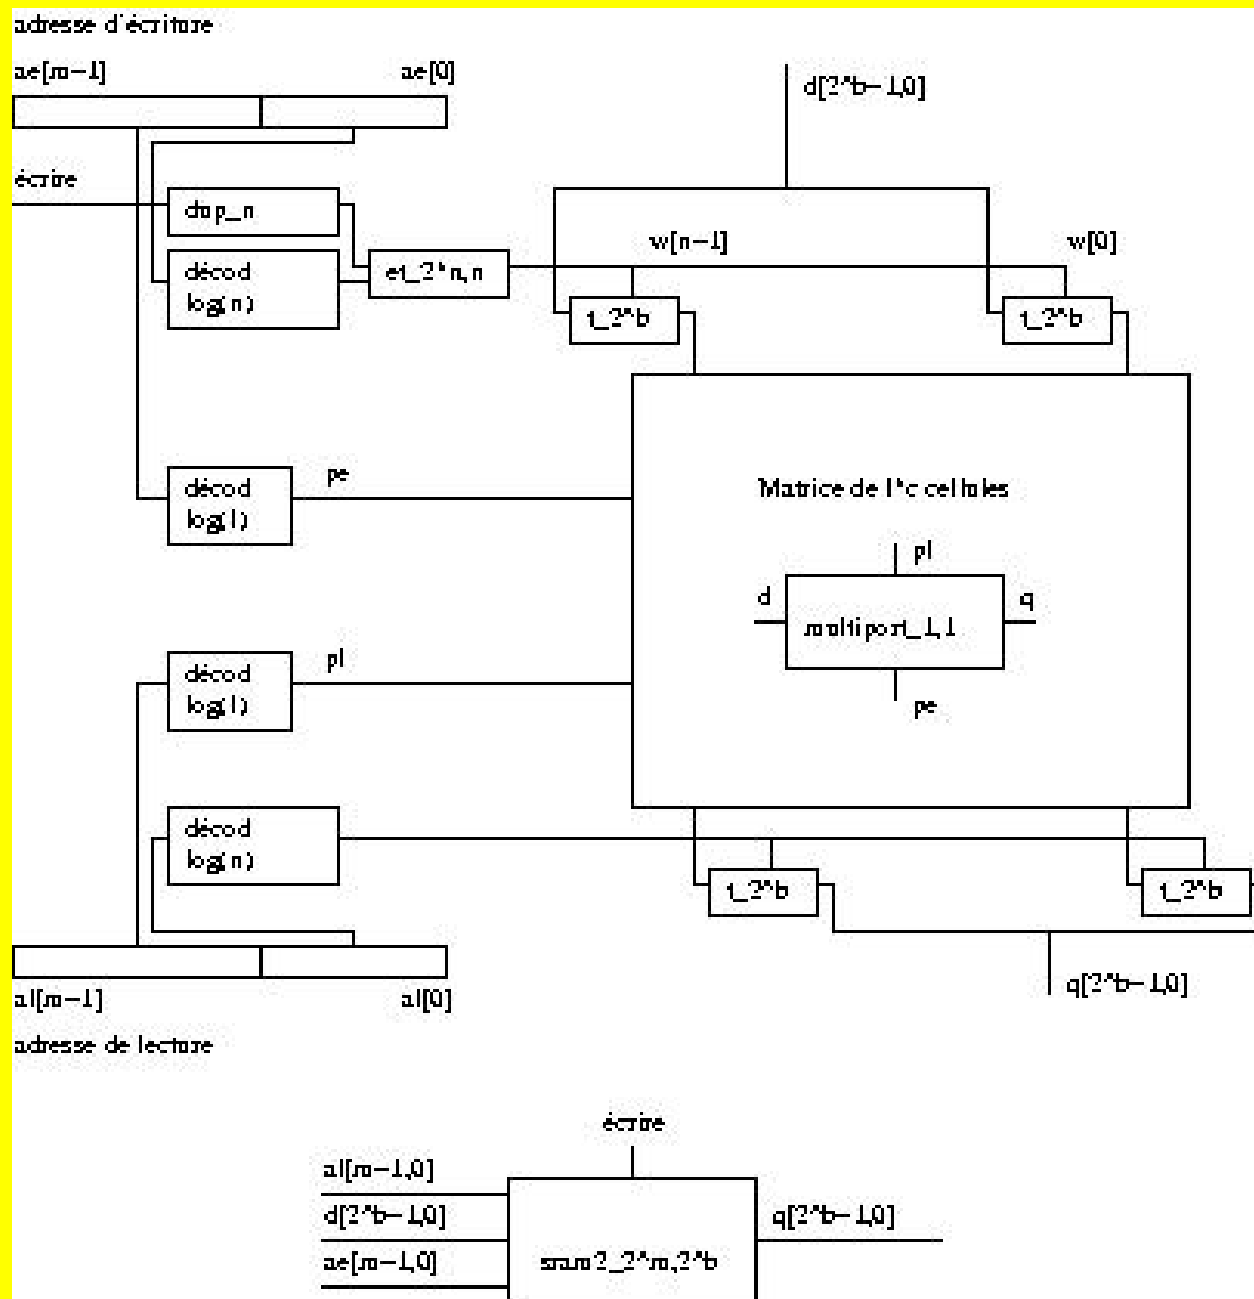 adresse d'écriture
ae[m-1]
ae[0]
d[2^b-1,0]
écrire
dup_n
w[n-1]
w[0]
décod
log(n)
et_2*n,n
t_2^b
t_2^b
décod
log(l)
pe
Matrice de l*c cellules
pl
d
q
multiport_1,1
pe
décod
log(l)
pl
décod
log(n)
t_2^b
t_2^b
al[m-1]
al[0]
q[2^b-1,0]
adresse de lecture
écrire
al[m-1,0]
d[2^b-1,0]
q[2^b-1,0]
ae[m-1,0]
sram2_2^m,2^b